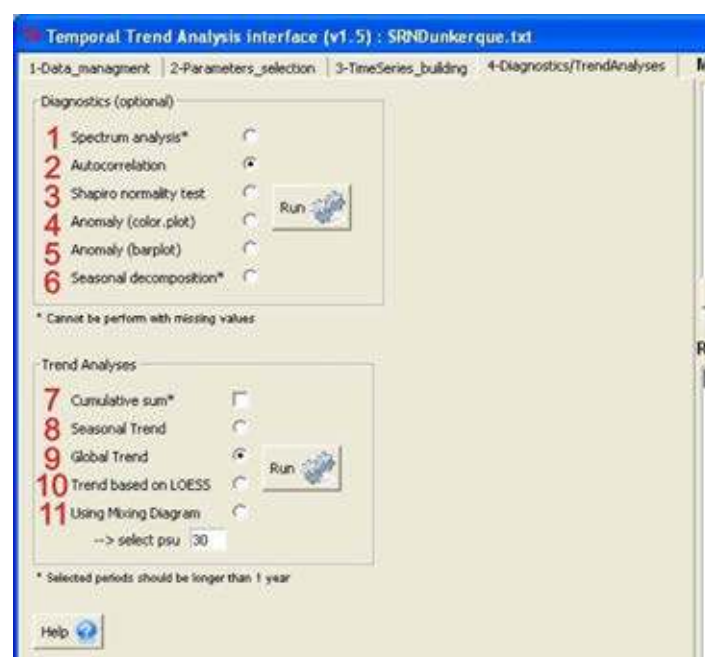 Temporal Trend Analysis interface (v1.5) : SRNDunkerque.txt
1-Data_managment 2-Parameters_selection 3-TimeSeries_building 4-Diagnostics/TrendAnalyses
Diagnostics (optional)
1 Spectrum analysis*
2 Autocorrelation
3 Shapiro normality test
Run
4 Anomaly (color.plot)
5 Anomaly (barplot)
6 Seasonal decomposition*
* Cannot be perform with missing values
Trend Analyses
7 Cumulative sum*
8 Seasonal Trend
9 Global Trend
Run
10 Trend based on LOESS
11 Using Mixing Diagram
--> select psu 30
* Selected periods should be longer than 1 year
Help